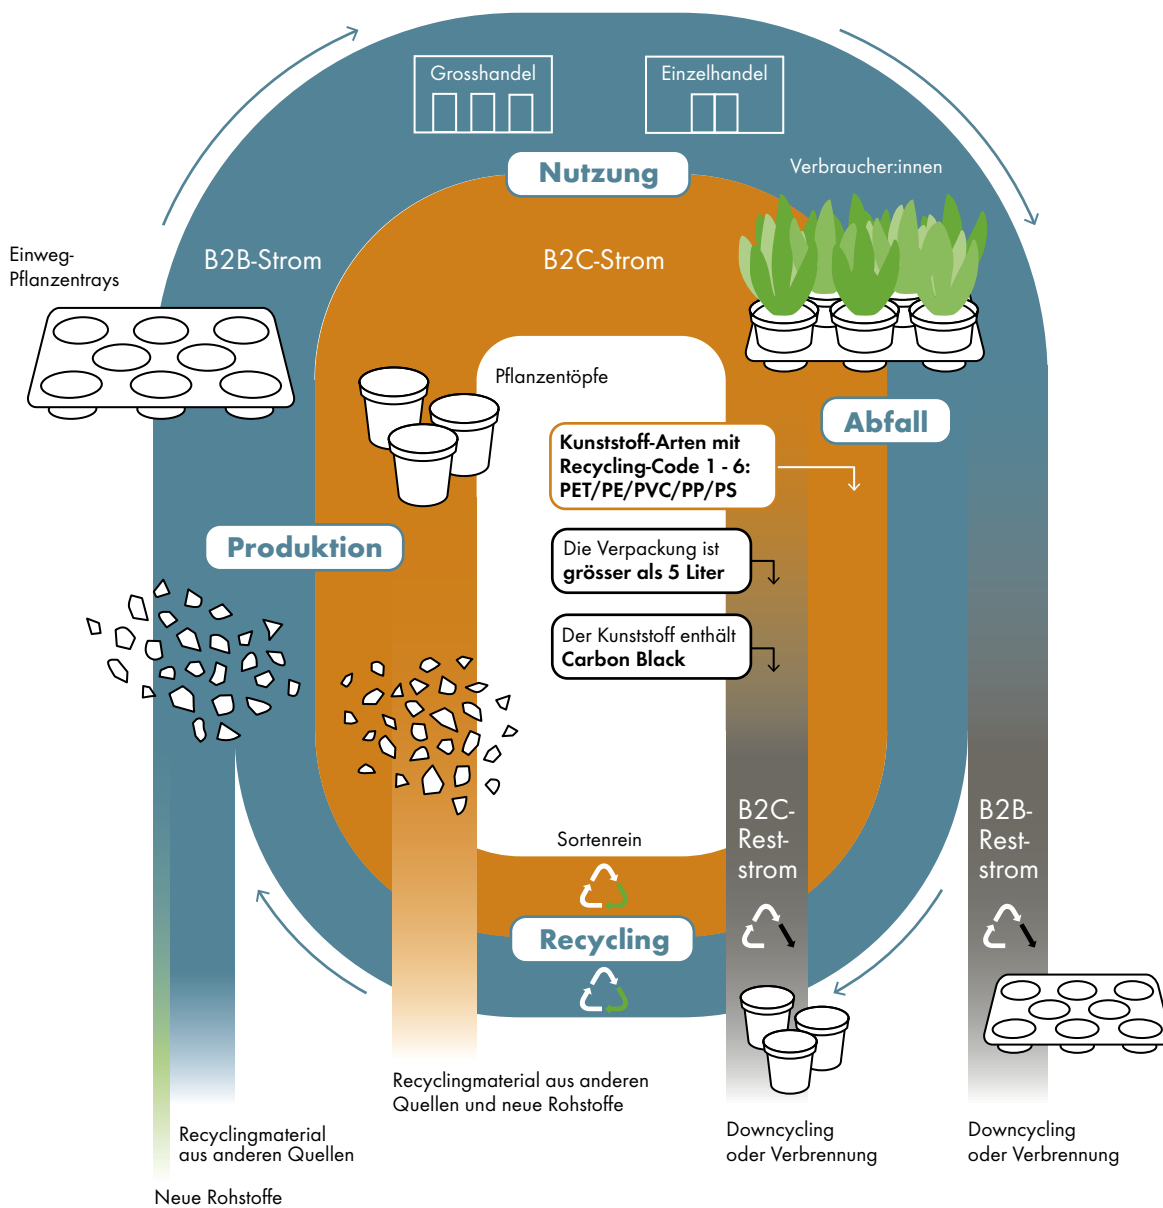 Grosshandel
Einzelhandel
Nutzung
Verbraucher:innen
Einweg-
Pflanzentrays
B2B-Strom
B2C-Strom
Pflanzentöpfe
Abfall
Kunststoff-Arten mit
Recycling-Code 1 - 6:
PET/PE/PVC/PP/PS
Produktion
Die Verpackung ist
grösser als 5 Liter
Der Kunststoff enthält
Carbon Black
B2C-
Rest-
strom
B2B-
Rest-
strom
Sortenrein
Recycling
Recyclingmaterial aus anderen
Quellen und neue Rohstoffe
Recyclingmaterial
aus anderen Quellen
Neue Rohstoffe
Downcycling
oder Verbrennung
Downcycling
oder Verbrennung